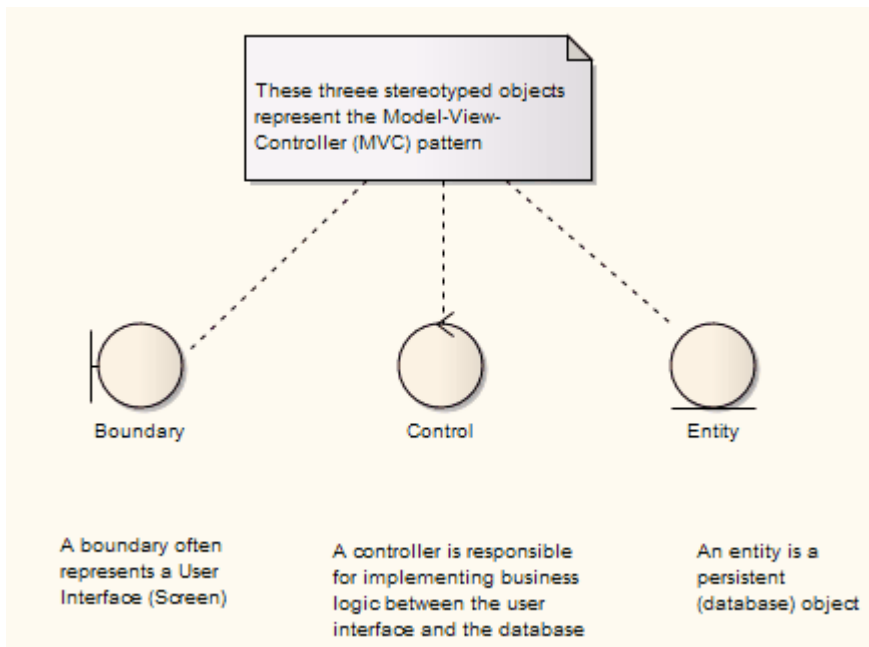 These threee stereotyped objects
represent the Model-View-
Controller (MVC) pattern
Boundary
Control
Entity
A boundary often
represents a User
Interface (Screen)
A controller is responsible
for implementing business
logic between the user
interface and the database
An entity is a
persistent
(database) object